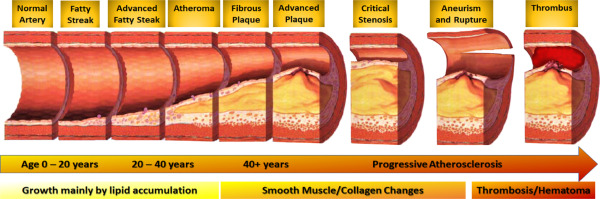 Normal
Artery
Fatty
Streak
Advanced
Fatty Steak
Atheroma
Fibrous
Plaque
Advanced
Plaque
Critical
Stenosis
Aneurism
and Rupture
Thrombus
Age 0 – 20 years
20 – 40 years
40+ years
Progressive Atherosclerosis
Growth mainly by lipid accumulation
Smooth Muscle/Collagen Changes
Thrombosis/Hematoma